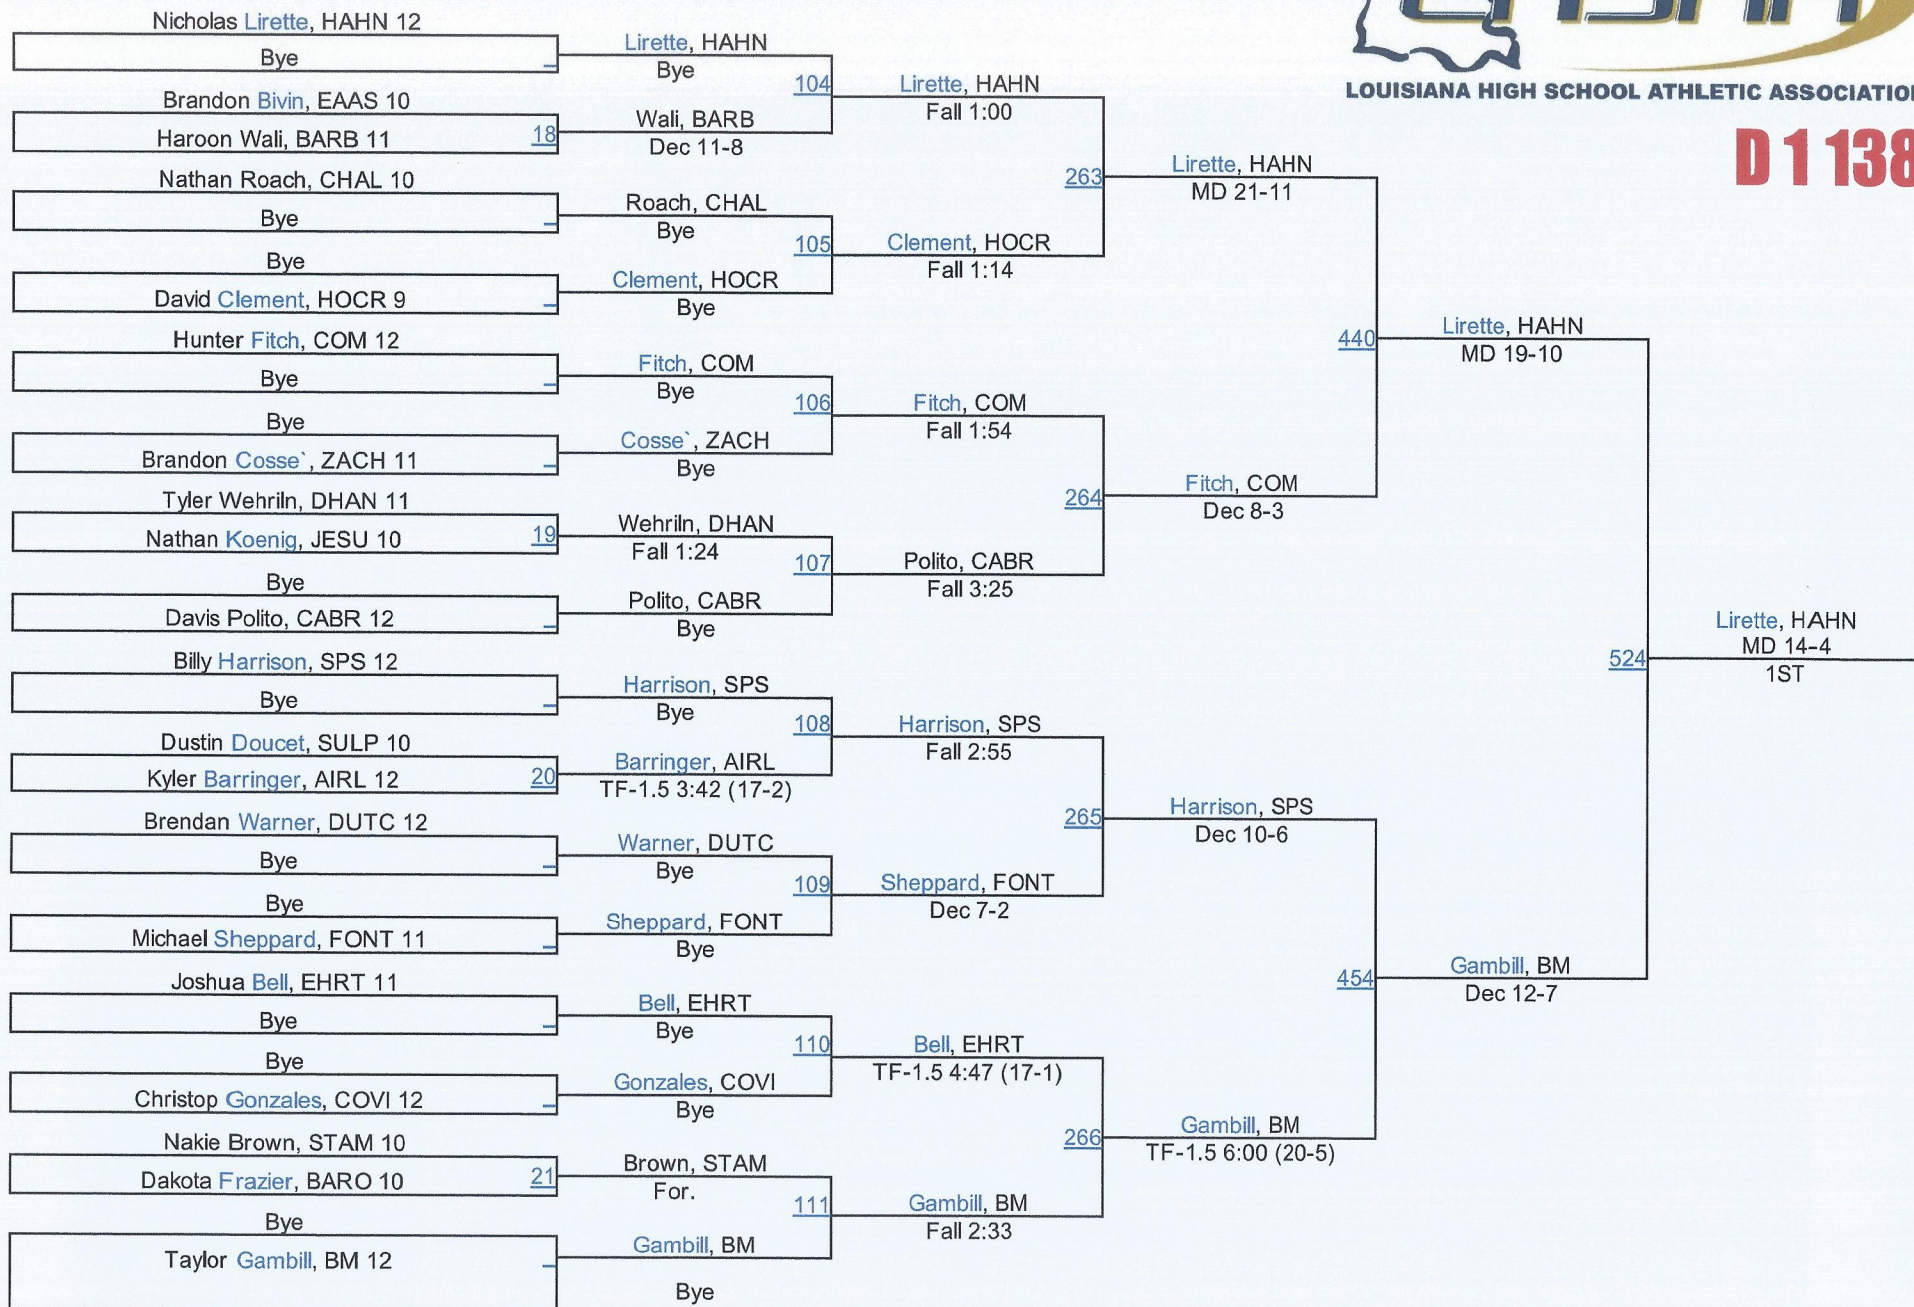 LOUISIANA HIGH SCHOOL ATHLETIC ASSOCIATION
D 1 138
Nicholas Lirette, HAHN 12
Bye
Brandon Bivin, EAAS 10
Haroon Wali, BARB 11
18
Nathan Roach, CHAL 10
Bye
Bye
David Clement, HOCR 9
Hunter Fitch, COM 12
Bye
Bye
Brandon Cosse`, ZACH 11
Tyler Wehriln, DHAN 11
Nathan Koenig, JESU 10
19
Bye
Davis Polito, CABR 12
Billy Harrison, SPS 12
Bye
Dustin Doucet, SULP 10
Kyler Barringer, AIRL 12
20
Brendan Warner, DUTC 12
Bye
Bye
Michael Sheppard, FONT 11
Joshua Bell, EHRT 11
Bye
Bye
Christop Gonzales, COVI 12
Nakie Brown, STAM 10
Dakota Frazier, BARO 10
21
Bye
Taylor Gambill, BM 12
Lirette, HAHN
Bye
104
Wali, BARB
Dec 11-8
Roach, CHAL
Bye
105
Clement, HOCR
Bye
Fitch, COM
Bye
106
Cosse`, ZACH
Bye
Wehriln, DHAN
Fall 1:24
107
Polito, CABR
Bye
Harrison, SPS
Bye
108
Barringer, AIRL
TF-1.5 3:42 (17-2)
Warner, DUTC
Bye
109
Sheppard, FONT
Bye
Bell, EHRT
Bye
110
Gonzales, COVI
Bye
Brown, STAM
For.
111
Gambill, BM
Bye
Lirette, HAHN
Fall 1:00
263
Clement, HOCR
Fall 1:14
Fitch, COM
Fall 1:54
264
Polito, CABR
Fall 3:25
Harrison, SPS
Fall 2:55
265
Sheppard, FONT
Dec 7-2
Bell, EHRT
TF-1.5 4:47 (17-1)
266
Gambill, BM
Fall 2:33
Lirette, HAHN
MD 21-11
440
Fitch, COM
Dec 8-3
Harrison, SPS
Dec 10-6
454
Gambill, BM
TF-1.5 6:00 (20-5)
Lirette, HAHN
MD 19-10
524
Gambill, BM
Dec 12-7
Lirette, HAHN
MD 14-4
1ST